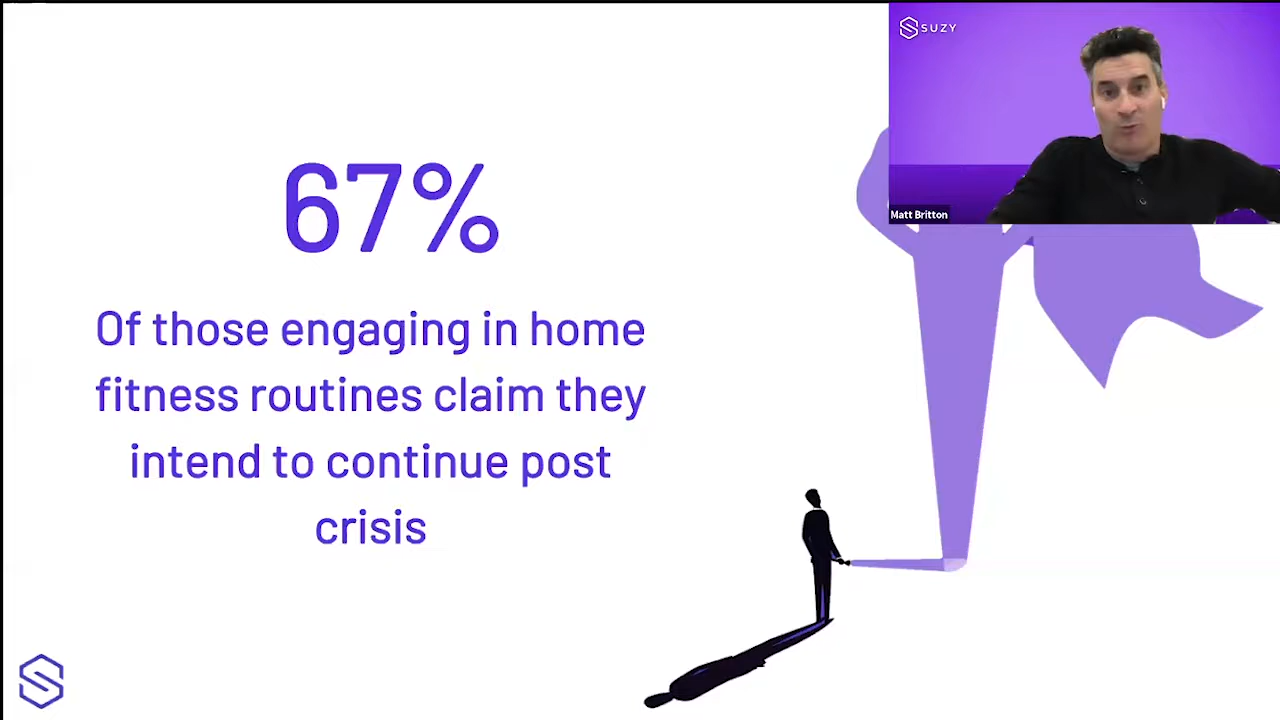 SUZY
Matt Britton
67%
Of those engaging in home
fitness routines claim they
intend to continue post
crisis